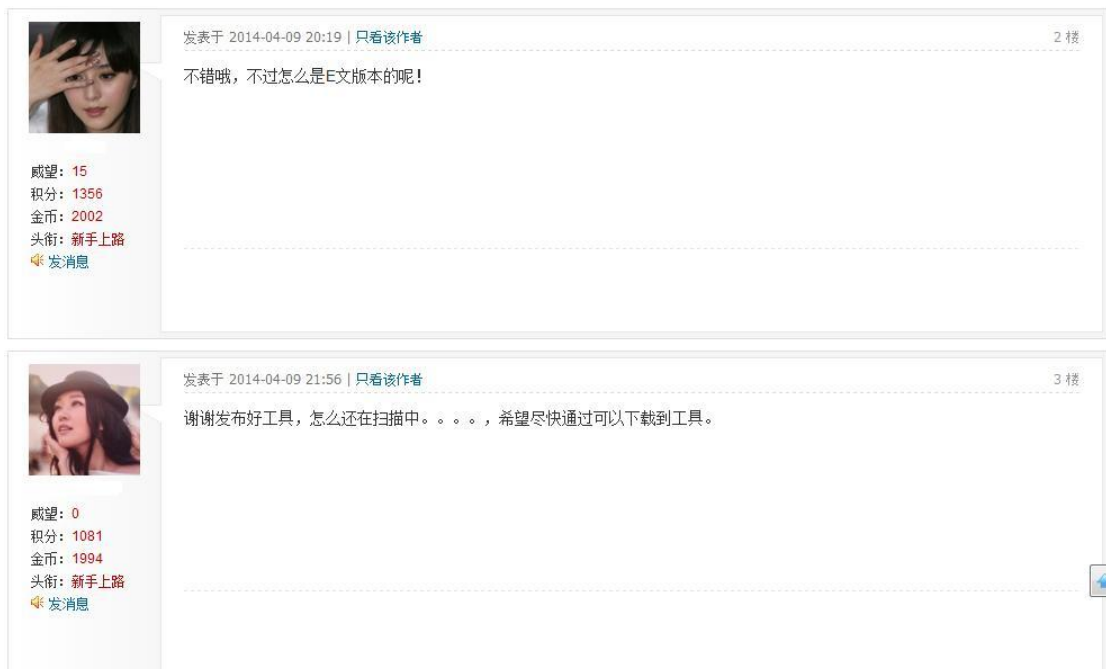 发表于 2014-04-09 20:19 | 只看该作者 2 楼
不错哦，不过怎么是E文版本的呢！
威望：15
积分：1356
金币：2002
头衔：新手上路
发消息
发表于 2014-04-09 21:56 | 只看该作者 3 楼
谢谢发布好工具，怎么还在扫描中。。。。，希望尽快通过可以下载到工具。
威望：0
积分：1081
金币：1994
头衔：新手上路
发消息